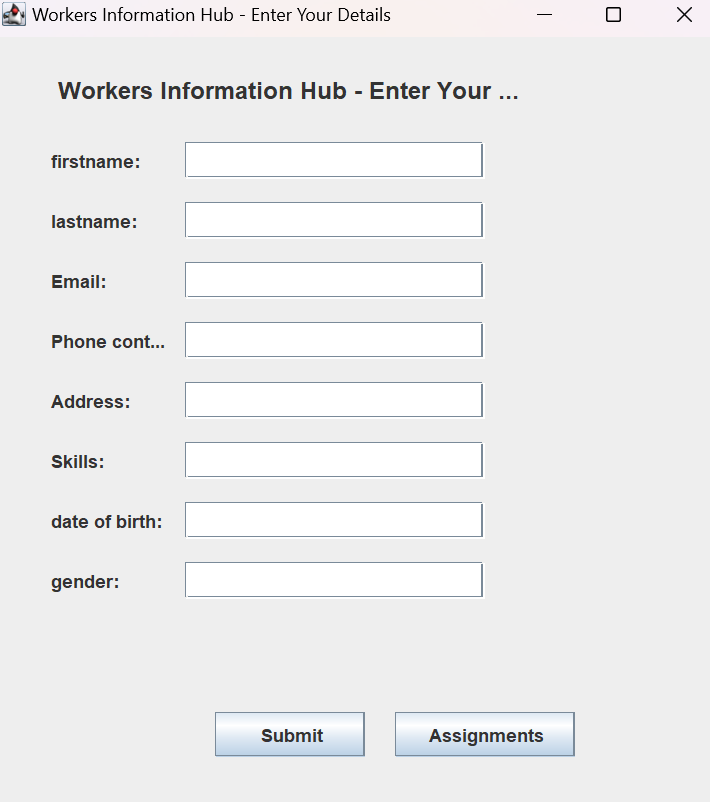 Workers Information Hub - Enter Your Details
Workers Information Hub - Enter Your ...
firstname:
lastname:
Email:
Phone cont...
Address:
Skills:
date of birth:
gender:
Submit Assignments